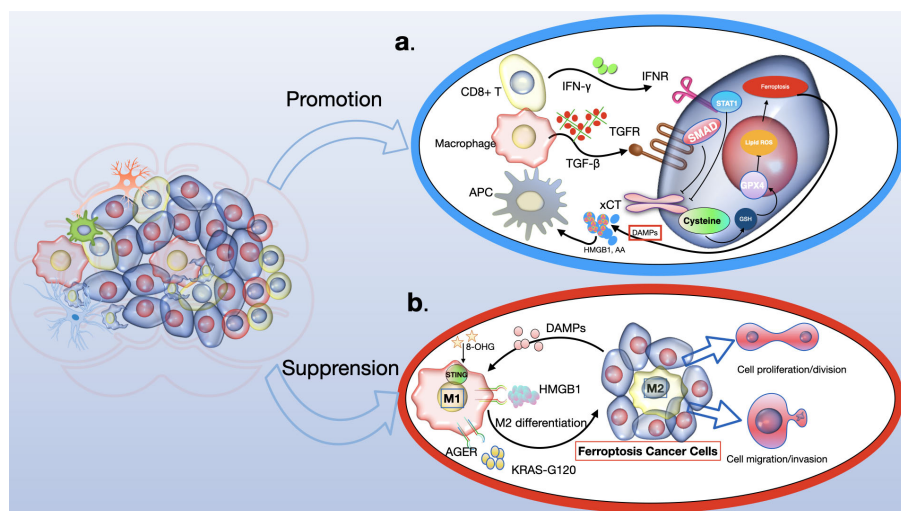 a.
Promotion
CD8+ T
IFN-γ
IFNR
STAT1
Ferroptosis
Macrophage
TGFR
TGF-β
SMAD
Lipid ROS
GPX4
APC
xCT
Cysteine
GSH
DAMPs
HMGB1, AA
b.
Supprension
8-OHG
STING
M1
DAMPs
HMGB1
M2 differentiation
AGER
KRAS-G120
M2
Ferroptosis Cancer Cells
Cell proliferation/division
Cell migration/invasion